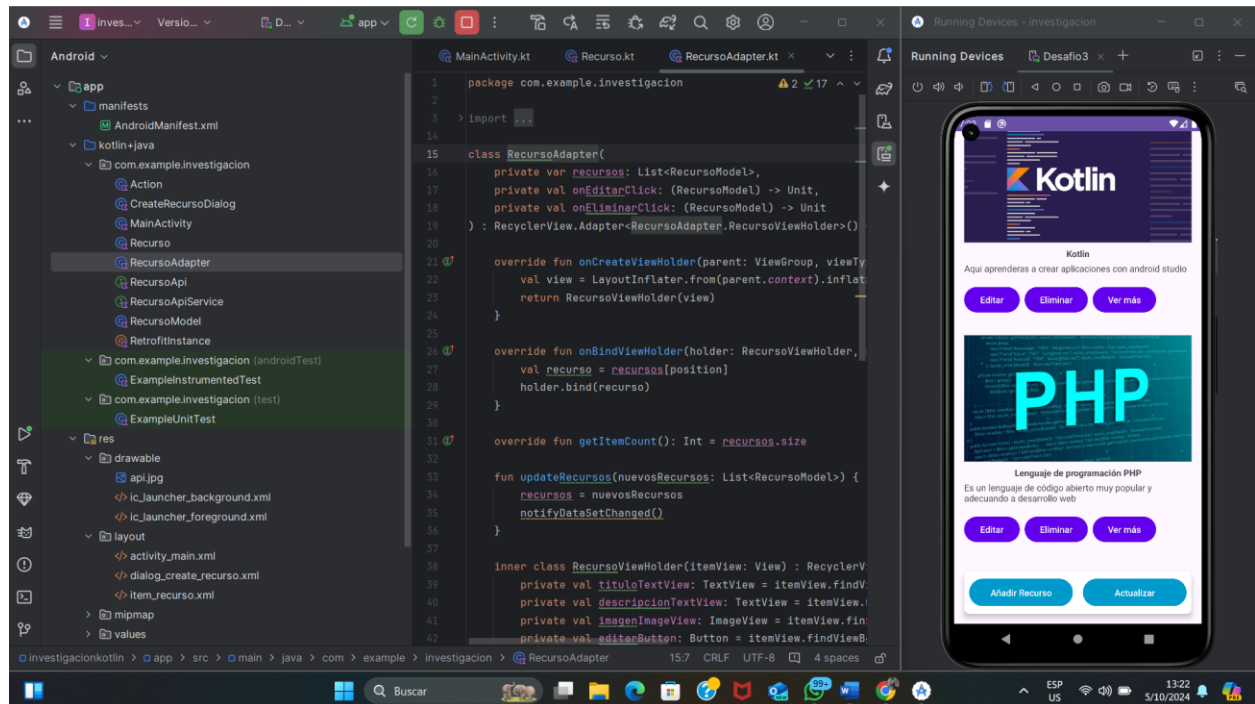 inves...
Versio...
D...
app
Android
app
manifests
AndroidManifest.xml
kotlin+java
com.example.investigacion
Action
CreateRecursoDialog
MainActivity
Recurso
RecursoAdapter
RecursoApi
RecursoApiService
RecursoModel
RetrofitInstance
com.example.investigacion (androidTest)
ExampleInstrumentedTest
com.example.investigacion (test)
ExampleUnitTest
res
drawable
api.jpg
ic_launcher_background.xml
ic_launcher_foreground.xml
layout
activity_main.xml
dialog_create_recurso.xml
item_recurso.xml
mipmap
values
MainActivity.kt
Recurso.kt
RecursoAdapter.kt
2 17
1 package com.example.investigacion
2
3 import ...
14
15 class RecursoAdapter(
16 private var recursos: List<RecursoModel>,
17 private val onEditarClick: (RecursoModel) -> Unit,
18 private val onEliminarClick: (RecursoModel) -> Unit
19 ) : RecyclerView.Adapter<RecursoAdapter.RecursoViewHolder>()
20
21 override fun onCreateViewHolder(parent: ViewGroup, viewTy
22 val view = LayoutInflater.from(parent.context).inflat
23 return RecursoViewHolder(view)
24 }
25
26 override fun onBindViewHolder(holder: RecursoViewHolder,
27 val recurso = recursos[position]
28 holder.bind(recurso)
29 }
30
31 override fun getItemCount(): Int = recursos.size
32
33 fun updateRecursos(nuevosRecursos: List<RecursoModel>) {
34 recursos = nuevosRecursos
35 notifyDataSetChanged()
36 }
37
38 inner class RecursoViewHolder(itemView: View) : RecyclerV
39 private val tituloTextView: TextView = itemView.findV
40 private val descripcionTextView: TextView = itemView.
41 private val imagenImageView: ImageView = itemView.fin
42 private val editarButton: Button = itemView.findViewB
Running Devices - investigacion
Running Devices
Desafio3
Kotlin
Kotlin
Aqui aprenderas a crear aplicaciones con android studio
Editar
Eliminar
Ver más
PHP
Lenguaje de programación PHP
Es un lenguaje de código abierto muy popular y
adecuando a desarrollo web
Editar
Eliminar
Ver más
Añadir Recurso
Actualizar
investigacionkotlin > app > src > main > java > com > example > investigacion > RecursoAdapter
15:7 CRLF UTF-8 4 spaces
Buscar
99+
ESP
US
13:22
5/10/2024